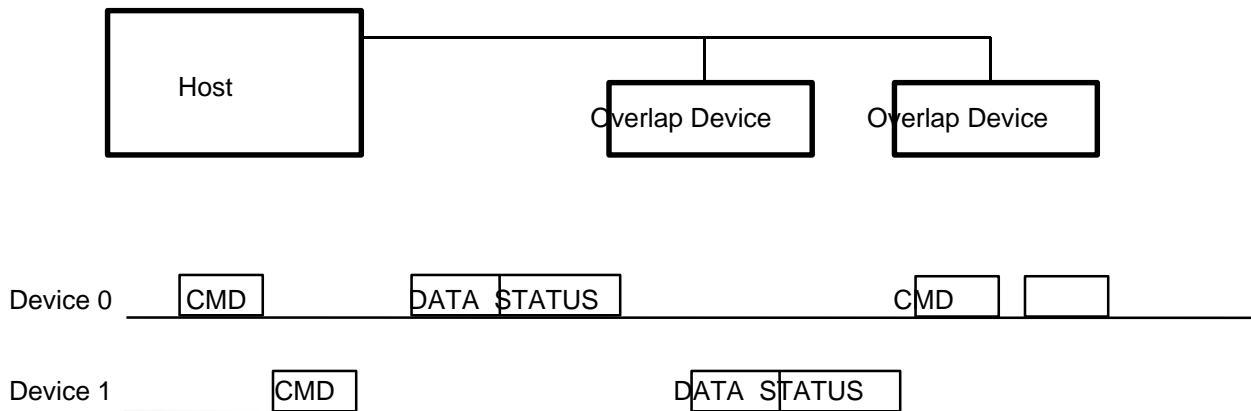 Host
Overlap Device Overlap Device
Device 0 CMD DATA STATUS CMD
Device 1 CMD DATA STATUS